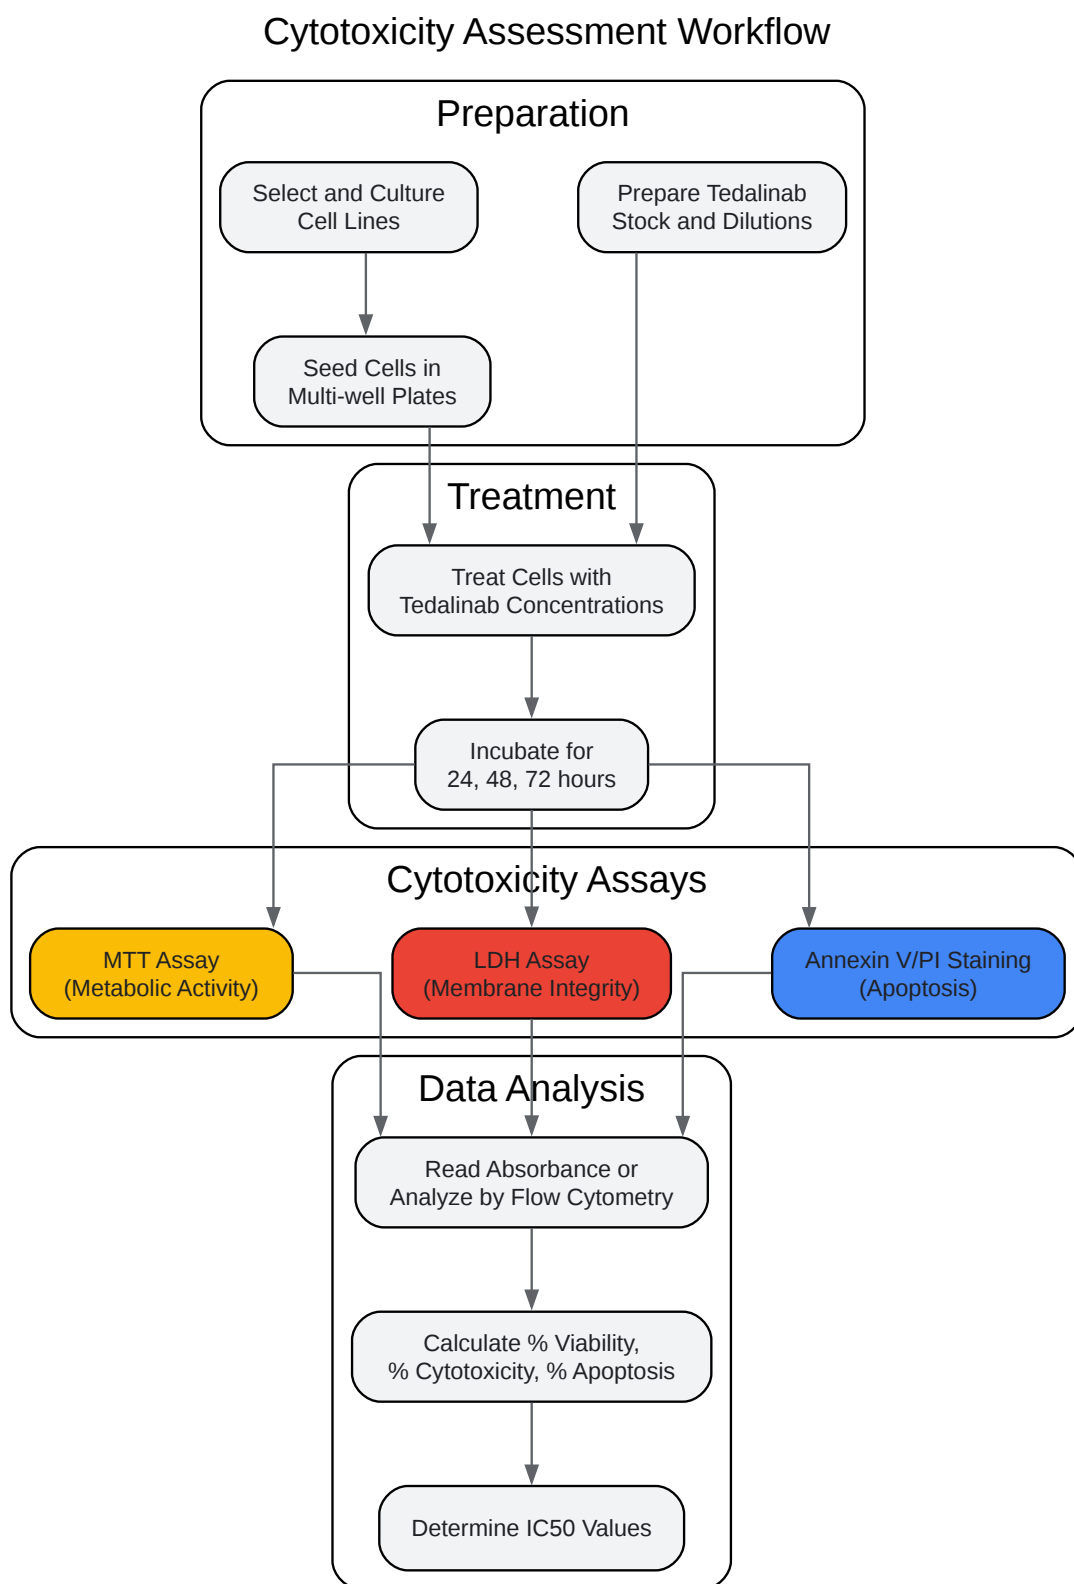 Cytotoxicity Assessment Workflow
Preparation
Select and Culture
Cell Lines
Prepare Tedalinab
Stock and Dilutions
Seed Cells in
Multi-well Plates
Treatment
Treat Cells with
Tedalinab Concentrations
Incubate for
24, 48, 72 hours
Cytotoxicity Assays
MTT Assay
(Metabolic Activity)
LDH Assay
(Membrane Integrity)
Annexin V/PI Staining
(Apoptosis)
Data Analysis
Read Absorbance or
Analyze by Flow Cytometry
Calculate % Viability,
% Cytotoxicity, % Apoptosis
Determine IC50 Values